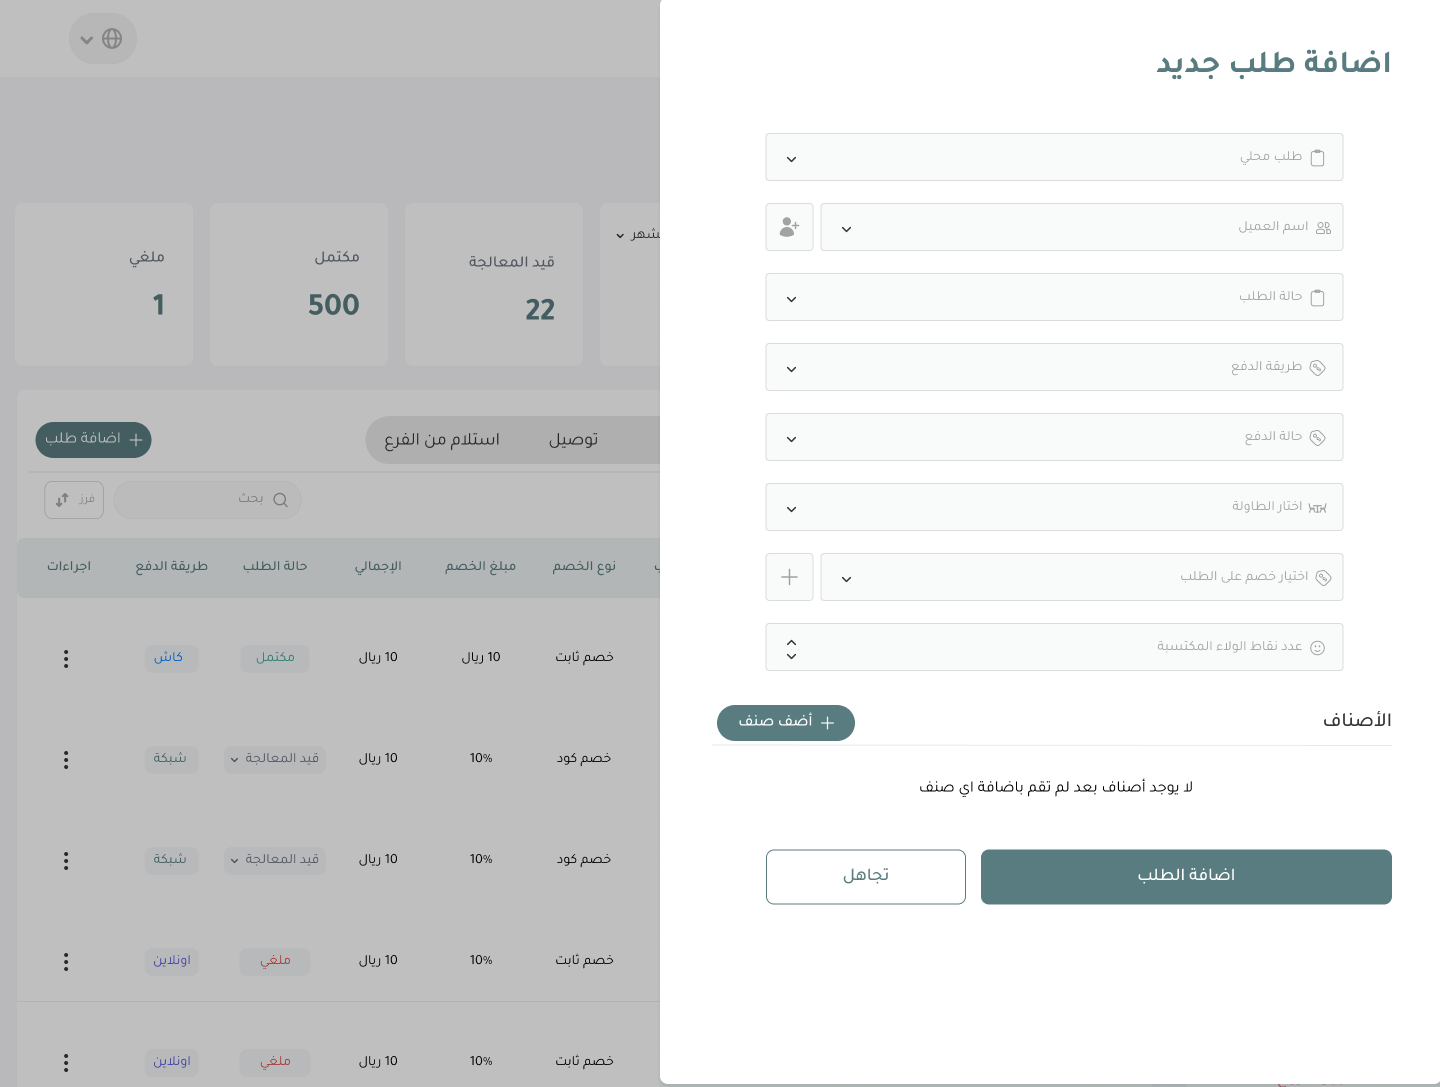 اضافة طلب جديد
طلب محلي
اسم العميل
حالة الطلب
طريقة الدفع
حالة الدفع
اختار الطاولة
اختيار خصم على الطلب
عدد نقاط الولاء المكتسبة
الأصناف
أضف صنف
لا يوجد أصناف بعد لم تقم باضافة اي صنف
اضافة الطلب
تجاهل
قيد المعالجة
22
مكتمل
500
ملغي
1
توصيل
استلام من الفرع
اضافة طلب
بحث
فرز
نوع الخصم مبلغ الخصم الإجمالي حالة الطلب طريقة الدفع اجراءات
خصم ثابت 10 ريال 10 ريال مكتمل كاش
خصم كود 10% 10 ريال قيد المعالجة شبكة
خصم كود 10% 10 ريال قيد المعالجة شبكة
خصم ثابت 10% 10 ريال ملغي اونلاين
خصم ثابت 10% 10 ريال ملغي اونلاين